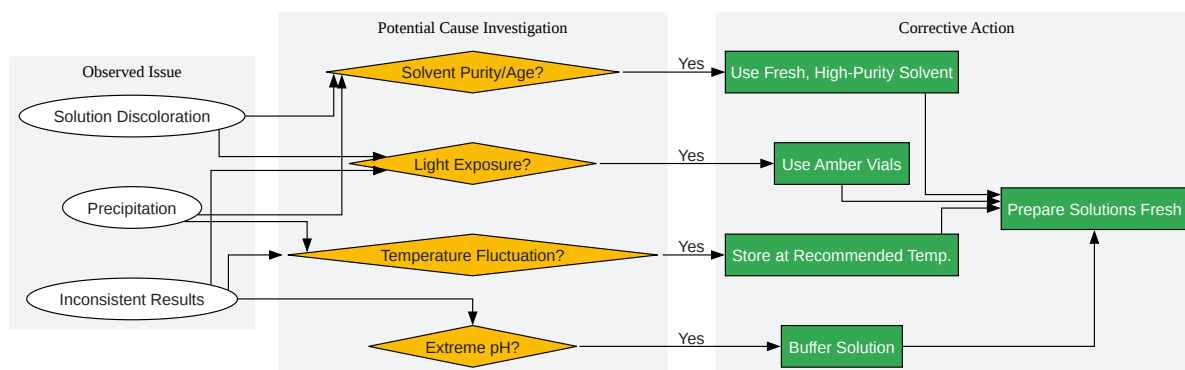 Potential Cause Investigation
Corrective Action
Observed Issue
Solvent Purity/Age?
Yes
Use Fresh, High-Purity Solvent
Solution Discoloration
Light Exposure?
Yes
Use Amber Vials
Precipitation
Prepare Solutions Fresh
Temperature Fluctuation?
Yes
Store at Recommended Temp.
Inconsistent Results
Extreme pH?
Yes
Buffer Solution